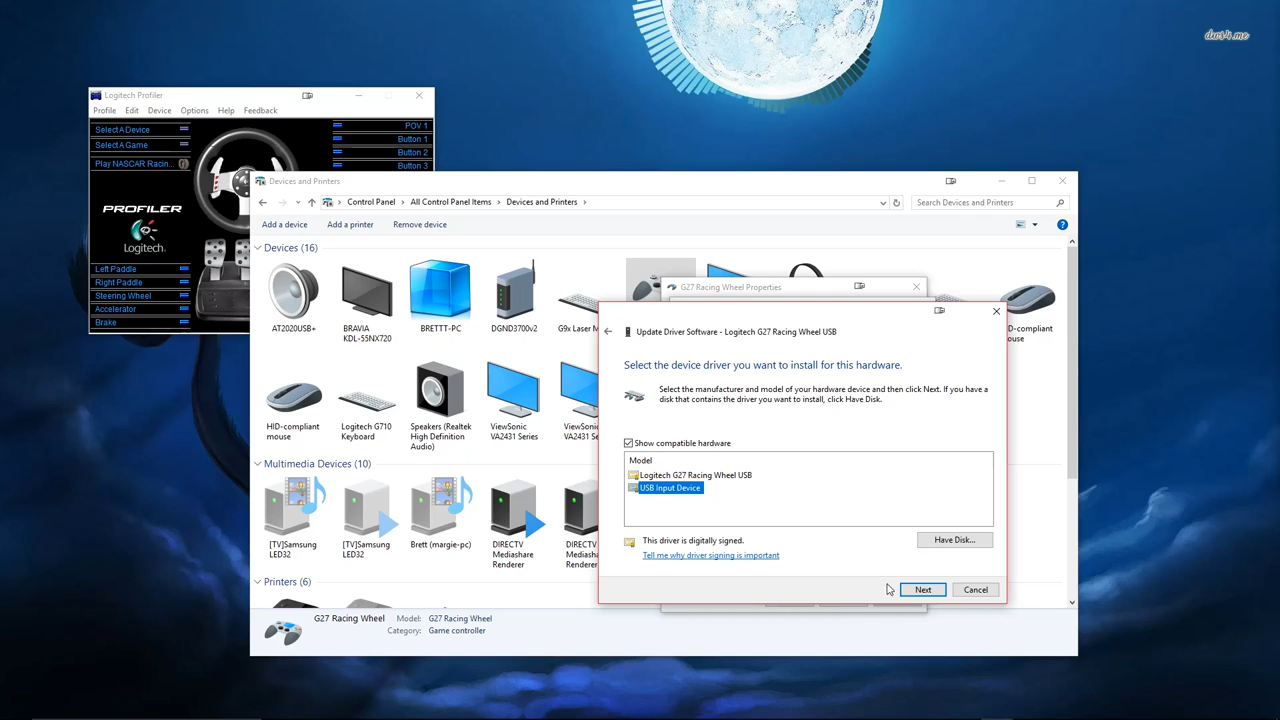 dws4.me
Logitech Profiler
Profile Edit Device Options Help Feedback
Select A Device
Select A Game
Play NASCAR Racin...
POV 1
Button 1
Button 2
Button 3
PROFILER
Logitech
Left Paddle
Right Paddle
Steering Wheel
Accelerator
Brake
Devices and Printers
Control Panel > All Control Panel Items > Devices and Printers >
Search Devices and Printers
Add a device Add a printer Remove device
Devices (16)
AT2020USB+
BRAVIA
KDL-55NX720
BRETTT-PC
DGND3700v2
G9x Laser M
HID-compliant
mouse
HID-compliant
mouse
Logitech G710
Keyboard
Speakers (Realtek
High Definition
Audio)
ViewSonic
VA2431 Series
ViewSonic
VA2431 Series
Multimedia Devices (10)
[TV]Samsung
LED32
[TV]Samsung
LED32
Brett (margie-pc)
DIRECTV
Mediashare
Renderer
DIRECTV
Mediashare
Renderer
Printers (6)
G27 Racing Wheel
Model: G27 Racing Wheel
Category: Game controller
G27 Racing Wheel Properties
Update Driver Software - Logitech G27 Racing Wheel USB
Select the device driver you want to install for this hardware.
Select the manufacturer and model of your hardware device and then click Next. If you have a
disk that contains the driver you want to install, click Have Disk.
Show compatible hardware
Model
Logitech G27 Racing Wheel USB
USB Input Device
This driver is digitally signed.
Tell me why driver signing is important
Have Disk...
Next Cancel